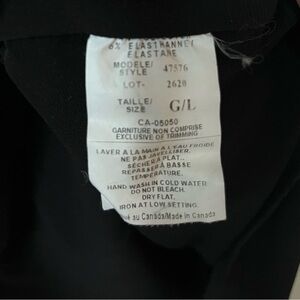 6% ELASTHANNE/
ELASTANE
MODELE/ 47576
STYLE
LOT- 2620
TAILLE/ G/L
SIZE
CA-05050
GARNITURE NON COMPRISE
EXCLUSIVE OF TRIMMING
LAVER A LA MAIN A L'EAU FROIDE
NE PAS JAVELLISER.
SECHER A PLAT.
REPASSER A BASSE
TEMPERATURE.
HAND WASH IN COLD WATER
DO NOT BLEACH.
DRY FLAT.
IRON AT LOW SETTING.
au Canada/Made in Canada